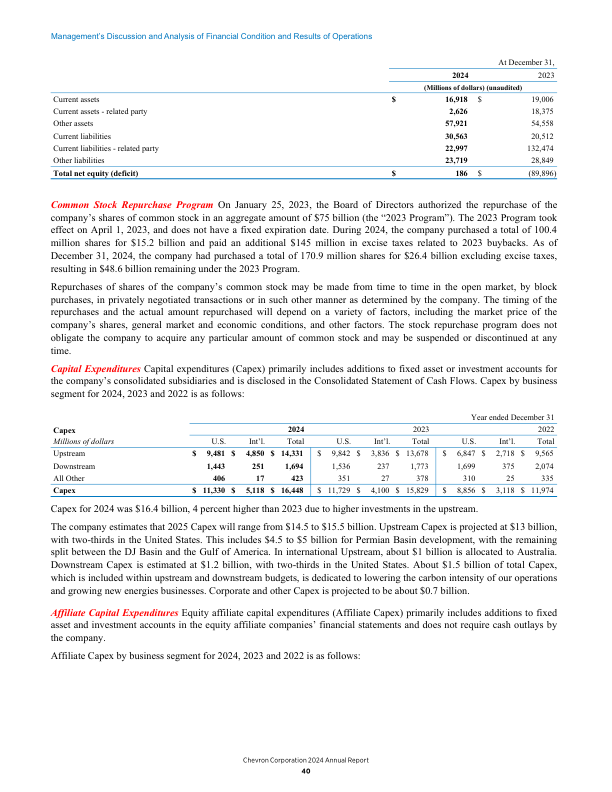 Management's Discussion and Analysis of Financial Condition and Results of Operations
At December 31,
2024 2023
(Millions of dollars) (unaudited)
Current assets $ 16,918 $ 19,006
Current assets - related party 2,626 18,375
Other assets 57,921 54,558
Current liabilities 30,563 20,512
Current liabilities - related party 22,997 132,474
Other liabilities 23,719 28,849
Total net equity (deficit) $ 186 $ (89,896)
Common Stock Repurchase Program On January 25, 2023, the Board of Directors authorized the repurchase of the
company's shares of common stock in an aggregate amount of $75 billion (the "2023 Program"). The 2023 Program took
effect on April 1, 2023, and does not have a fixed expiration date. During 2024, the company purchased a total of 100.4
million shares for $15.2 billion and paid an additional $145 million in excise taxes related to 2023 buybacks. As of
December 31, 2024, the company had purchased a total of 170.9 million shares for $26.4 billion excluding excise taxes,
resulting in $48.6 billion remaining under the 2023 Program.
Repurchases of shares of the company's common stock may be made from time to time in the open market, by block
purchases, in privately negotiated transactions or in such other manner as determined by the company. The timing of the
repurchases and the actual amount repurchased will depend on a variety of factors, including the market price of the
company's shares, general market and economic conditions, and other factors. The stock repurchase program does not
obligate the company to acquire any particular amount of common stock and may be suspended or discontinued at any
time.
Capital Expenditures Capital expenditures (Capex) primarily includes additions to fixed asset or investment accounts for
the company's consolidated subsidiaries and is disclosed in the Consolidated Statement of Cash Flows. Capex by business
segment for 2024, 2023 and 2022 is as follows:
Year ended December 31
Capex 2024 2023 2022
Millions of dollars U.S. Int'l. Total U.S. Int'l. Total U.S. Int'l. Total
Upstream $ 9,481 $ 4,850 $ 14,331 $ 9,842 $ 3,836 $ 13,678 $ 6,847 $ 2,718 $ 9,565
Downstream 1,443 251 1,694 1,536 237 1,773 1,699 375 2,074
All Other 406 17 423 351 27 378 310 25 335
Capex $ 11,330 $ 5,118 $ 16,448 $ 11,729 $ 4,100 $ 15,829 $ 8,856 $ 3,118 $ 11,974
Capex for 2024 was $16.4 billion, 4 percent higher than 2023 due to higher investments in the upstream.
The company estimates that 2025 Capex will range from $14.5 to $15.5 billion. Upstream Capex is projected at $13 billion,
with two-thirds in the United States. This includes $4.5 to $5 billion for Permian Basin development, with the remaining
split between the DJ Basin and the Gulf of America. In international Upstream, about $1 billion is allocated to Australia.
Downstream Capex is estimated at $1.2 billion, with two-thirds in the United States. About $1.5 billion of total Capex,
which is included within upstream and downstream budgets, is dedicated to lowering the carbon intensity of our operations
and growing new energies businesses. Corporate and other Capex is projected to be about $0.7 billion.
Affiliate Capital Expenditures Equity affiliate capital expenditures (Affiliate Capex) primarily includes additions to fixed
asset and investment accounts in the equity affiliate companies' financial statements and does not require cash outlays by
the company.
Affiliate Capex by business segment for 2024, 2023 and 2022 is as follows:
Chevron Corporation 2024 Annual Report
40